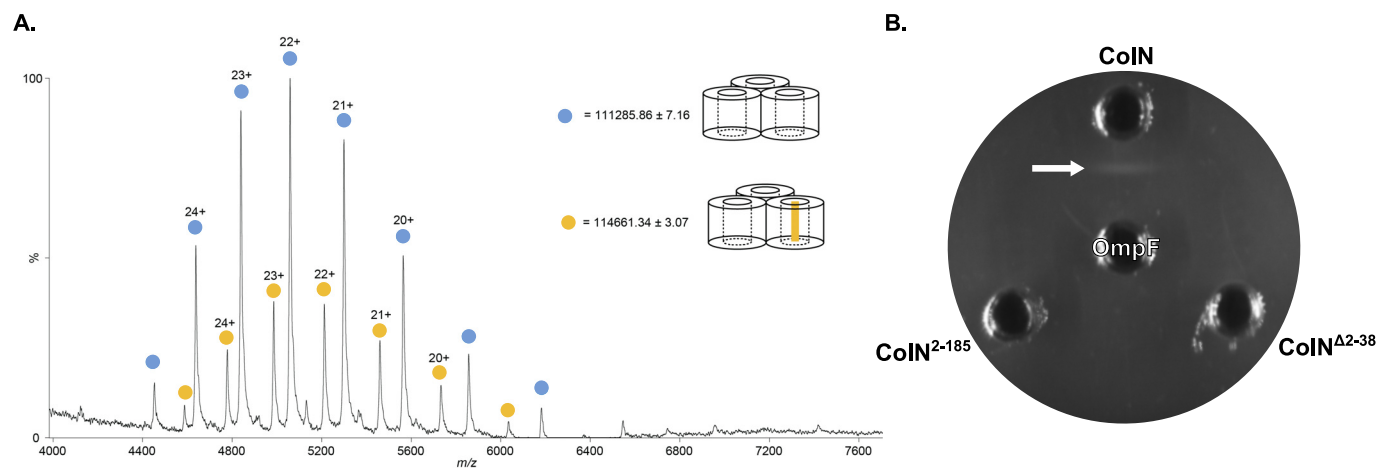 A.
B.
100
%
0
24+
23+
22+
21+
20+
24+
23+
22+
21+
20+
= 111285.86 ± 7.16
= 114661.34 ± 3.07
4000 4400 4800 5200 5600 6000 6400 6800 7200 7600
m/z
ColN
OmpF
ColN2-185
ColNΔ2-38